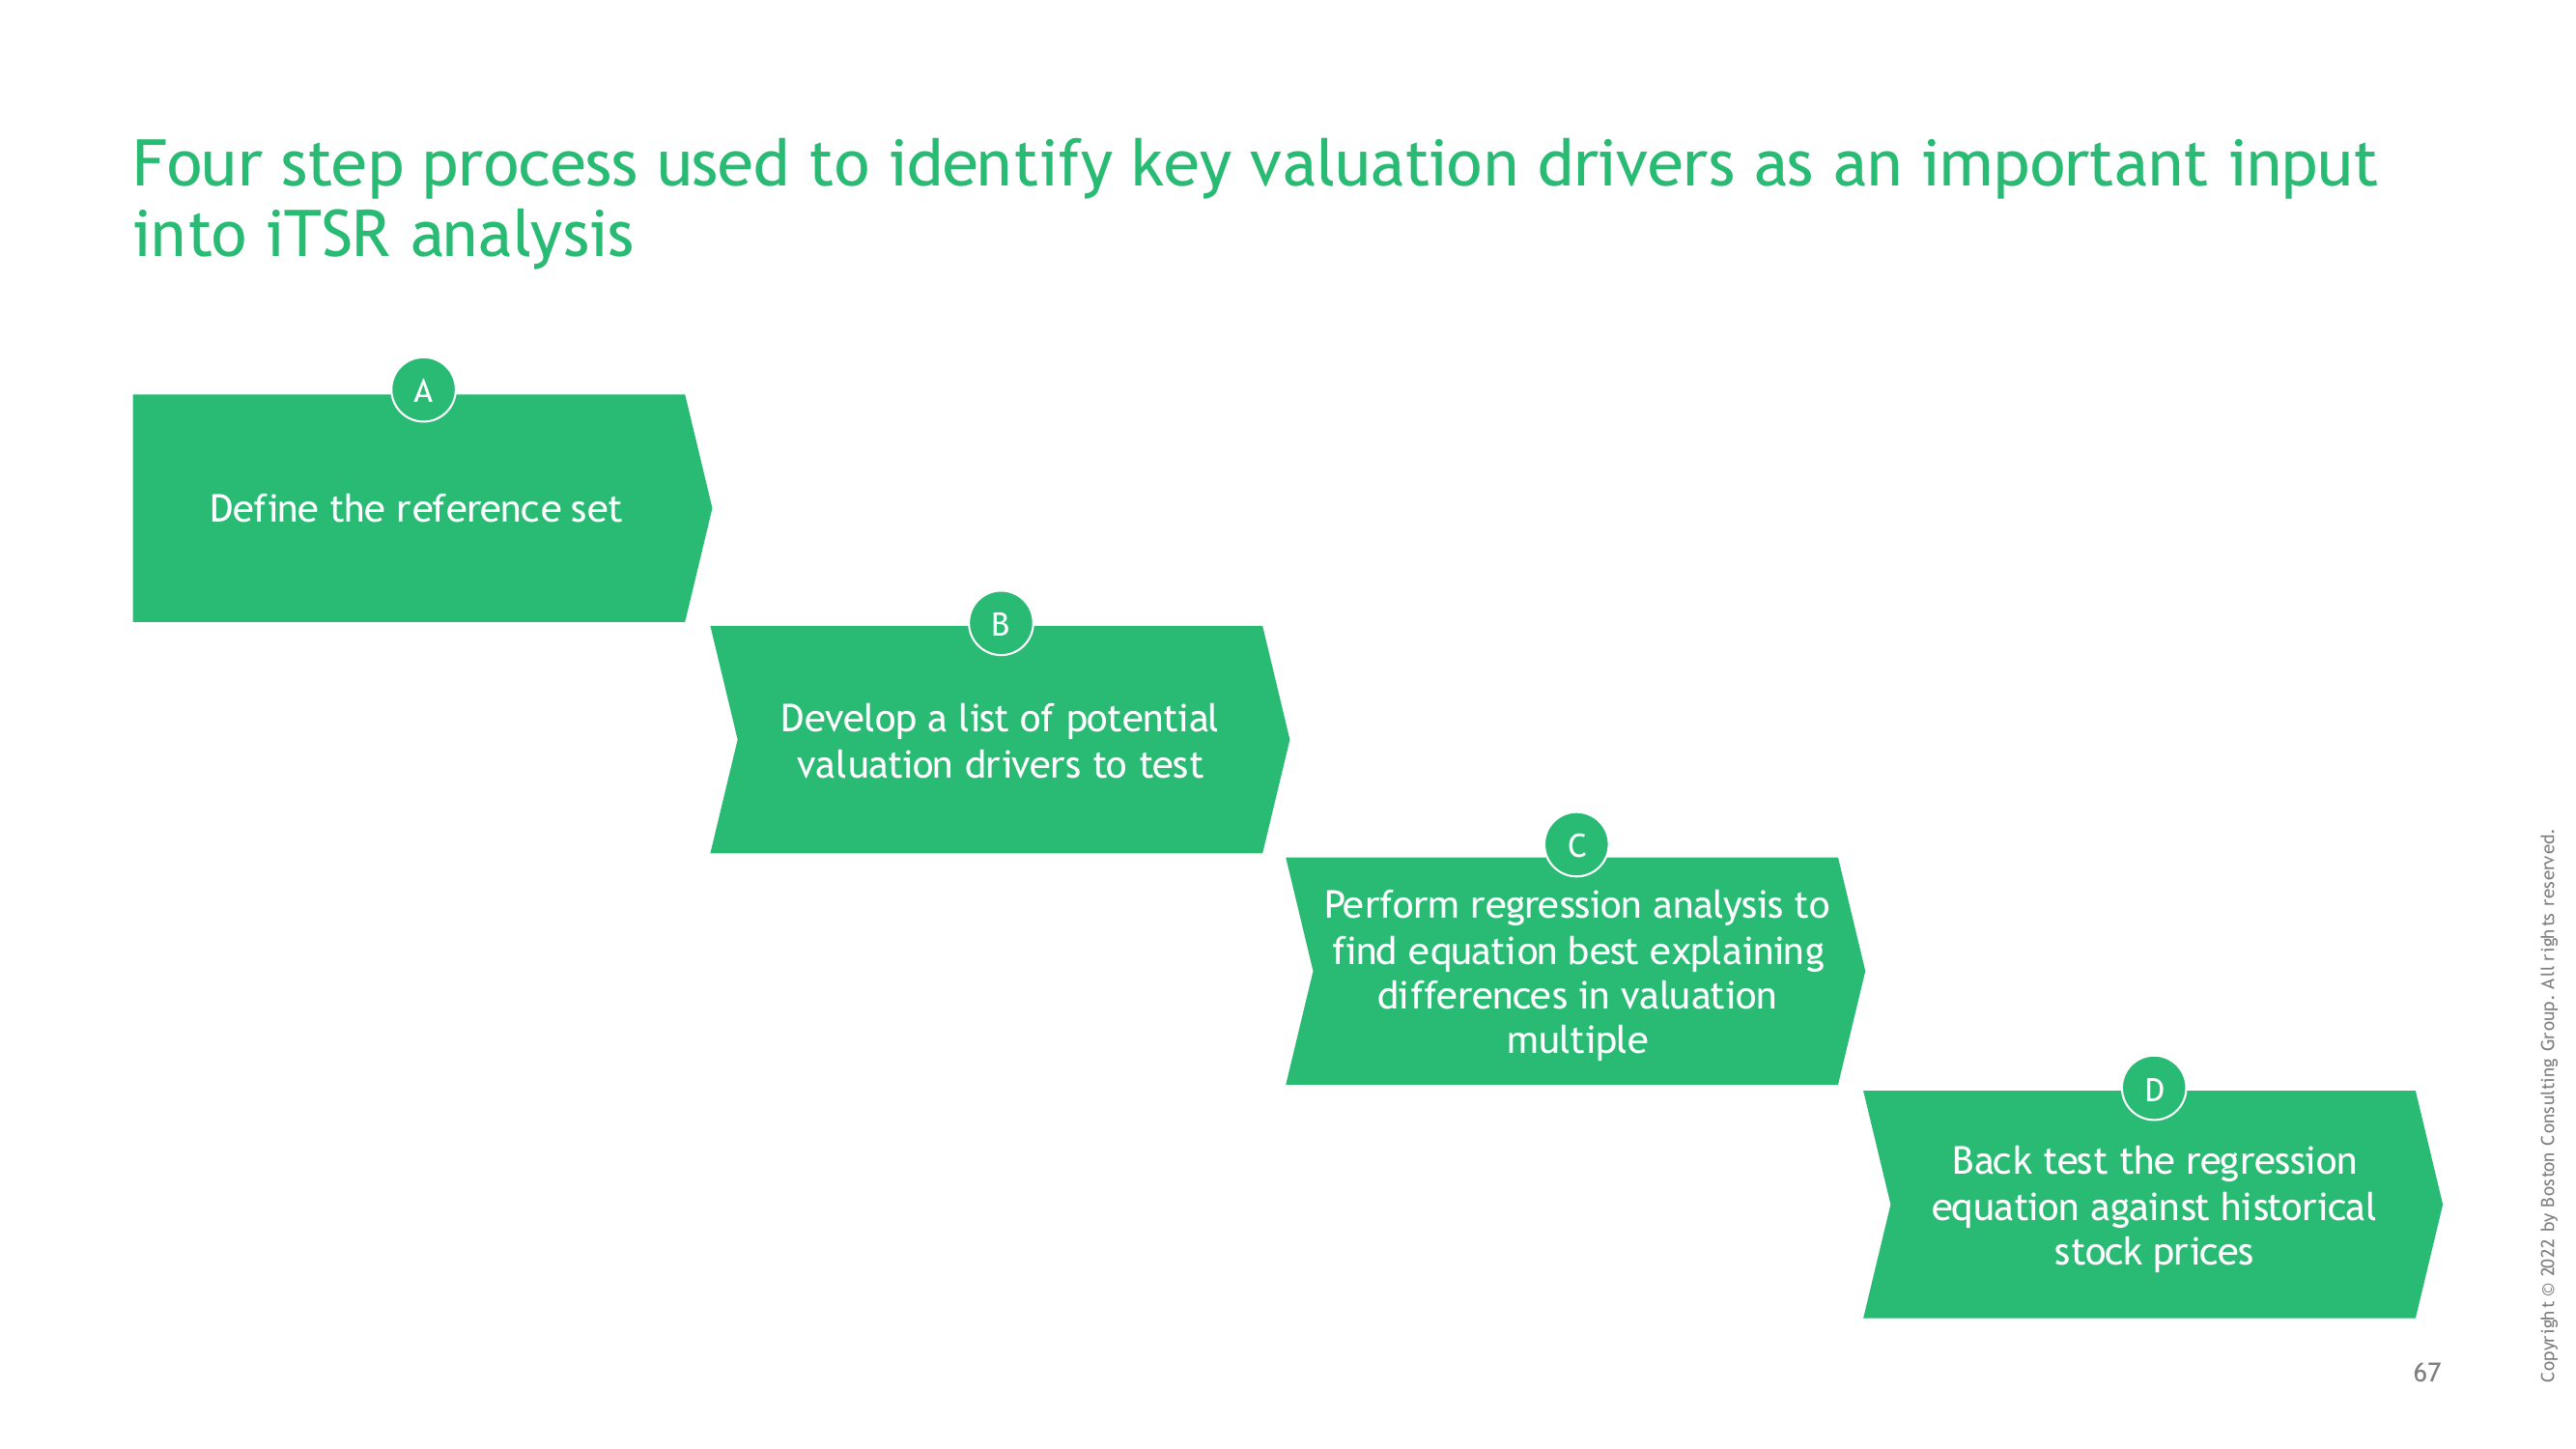 Four step process used to identify key valuation drivers as an important input
into iTSR analysis
A
Define the reference set
B
Develop a list of potential
valuation drivers to test
C
Perform regression analysis to
find equation best explaining
differences in valuation
multiple
D
Back test the regression
equation against historical
stock prices
67
Copyright © 2022 by Boston Consulting Group. All rights reserved.